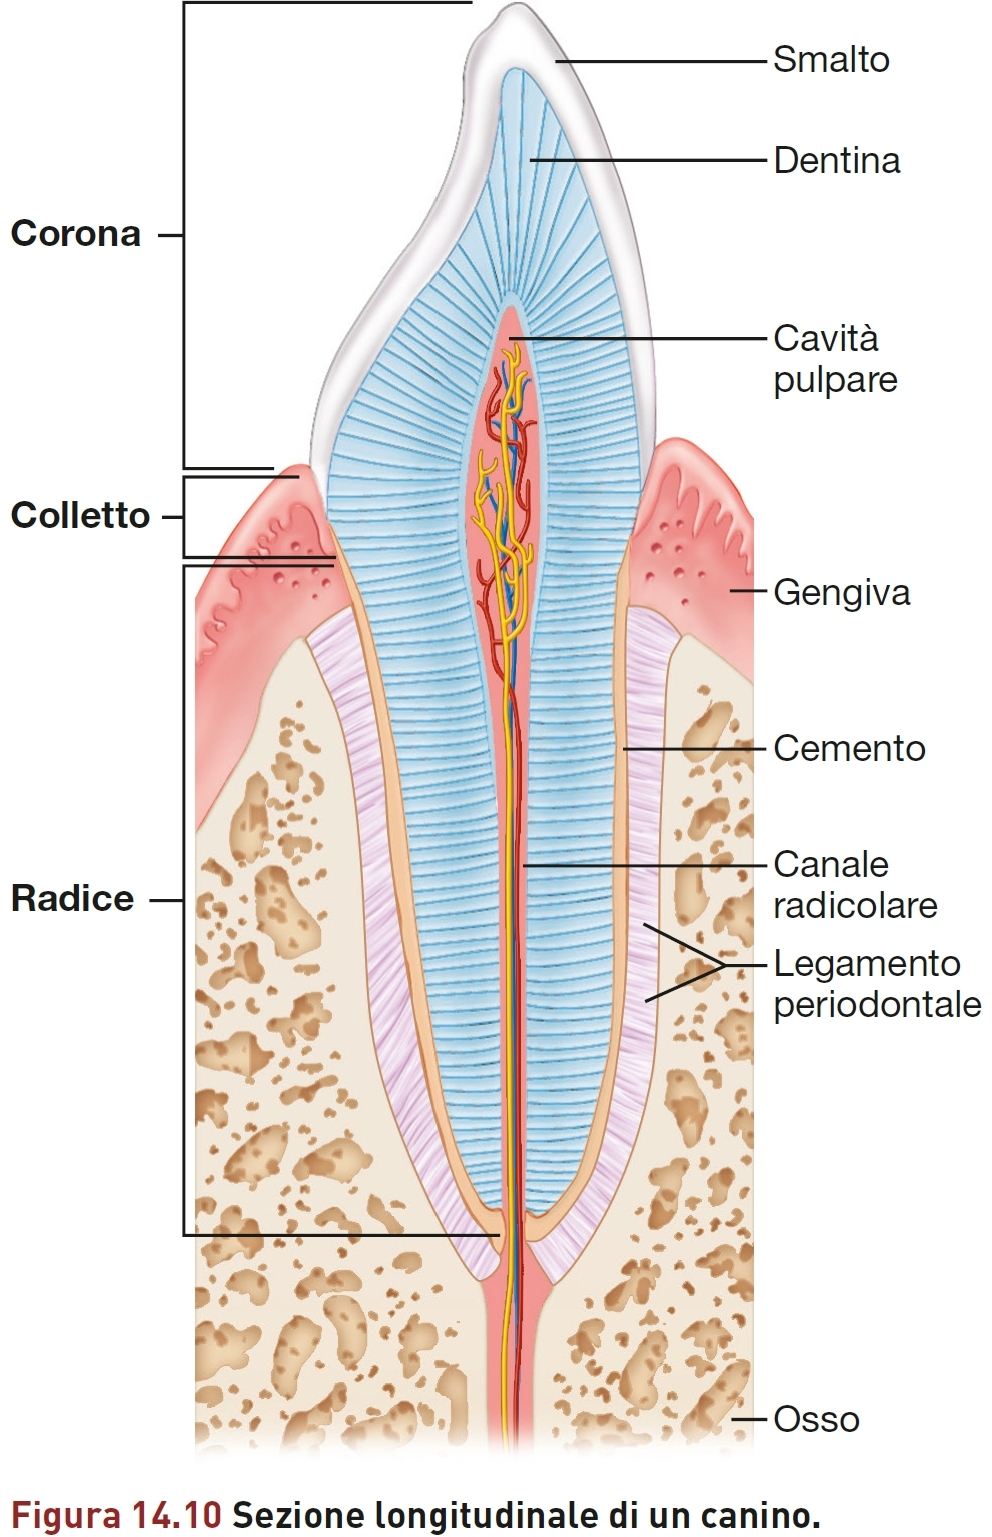 Smalto
Dentina
Corona
Cavità
pulpare
Colletto
Gengiva
Cemento
Canale
radicolare
Radice
Legamento
periodontale
Osso
Figura 14.10 Sezione longitudinale di un canino.